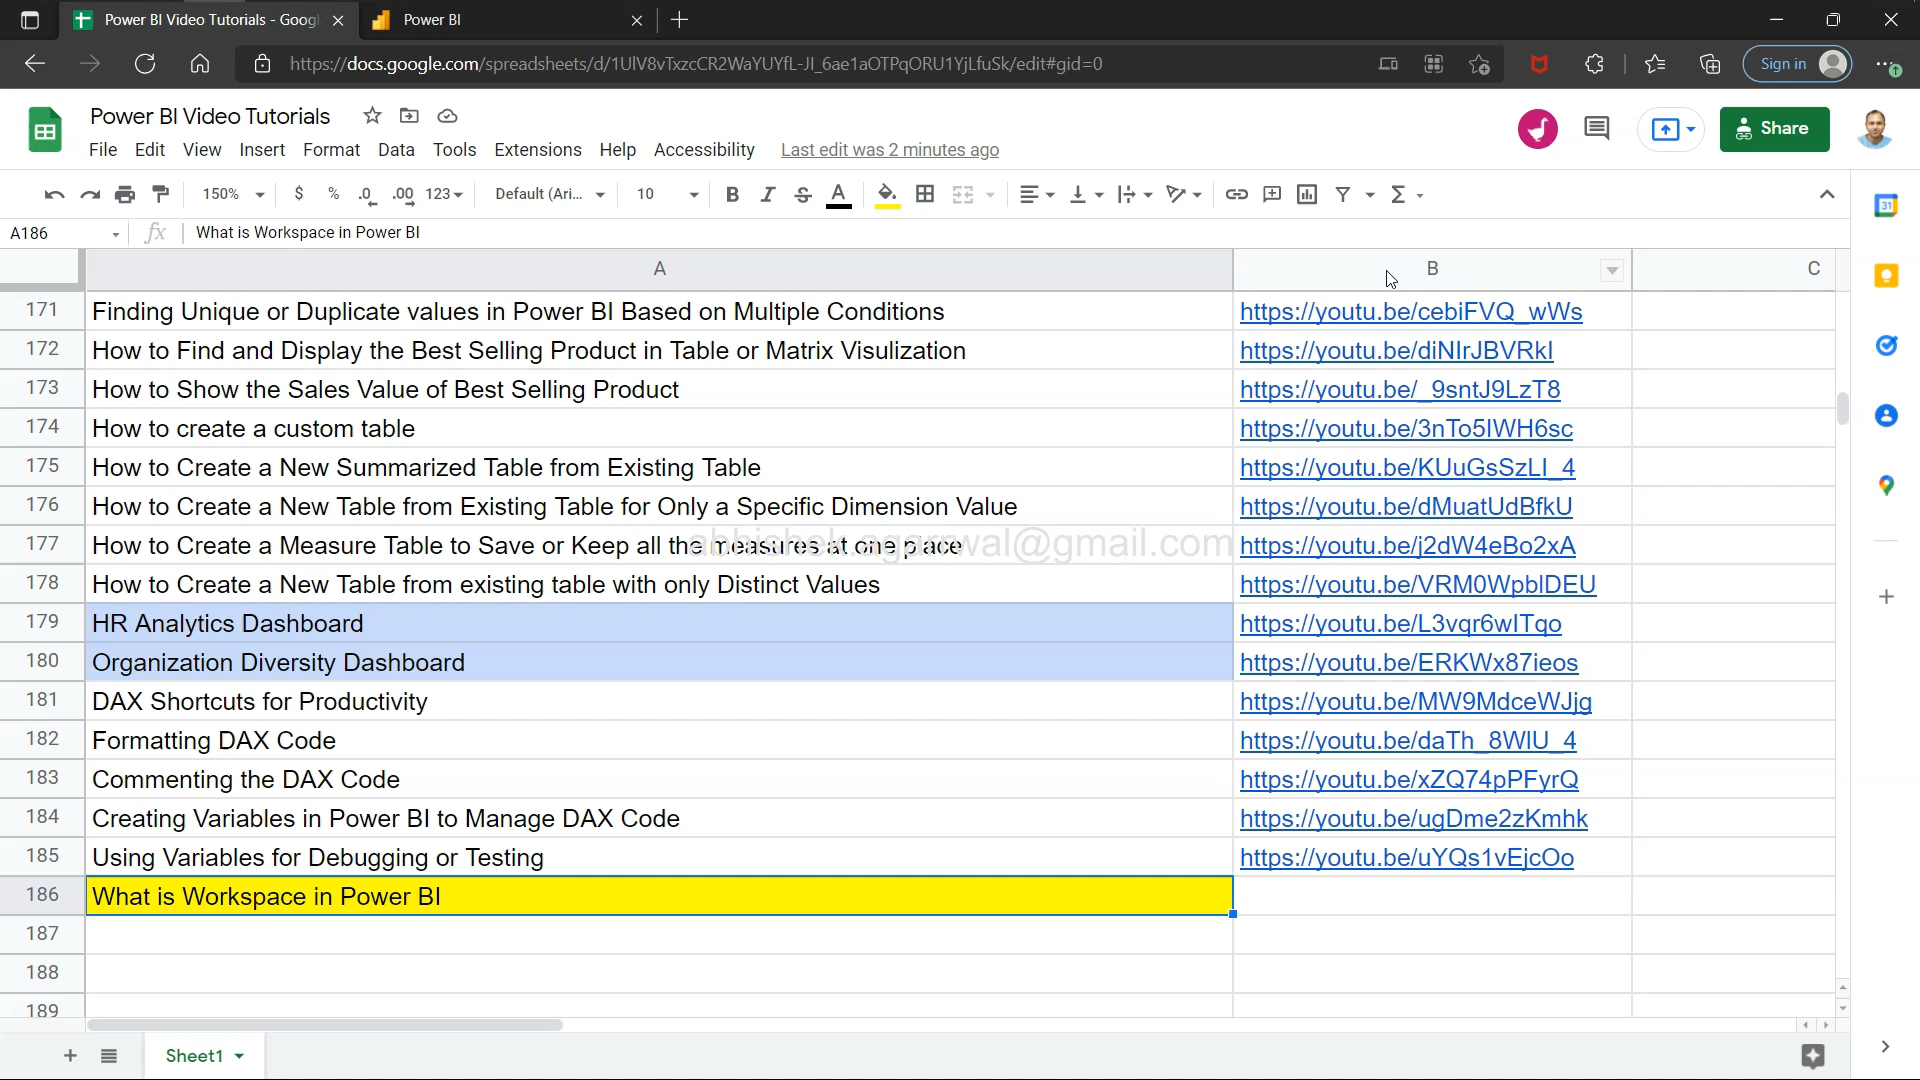 Power BI Video Tutorials - Googl
Power BI
https://docs.google.com/spreadsheets/d/1UlV8vTxzcCR2WaYUYfL-JI_6ae1aOTPqORU1YjLfuSk/edit#gid=0
Sign in
Power BI Video Tutorials
File Edit View Insert Format Data Tools Extensions Help Accessibility Last edit was 2 minutes ago
Share
150% $ % .0 .00 123 Default (Ari... 10 B I S A
31
A186 fx What is Workspace in Power BI
A B C
171 Finding Unique or Duplicate values in Power BI Based on Multiple Conditions https://youtu.be/cebiFVQ_wWs
172 How to Find and Display the Best Selling Product in Table or Matrix Visulization https://youtu.be/diNIrJBVRkI
173 How to Show the Sales Value of Best Selling Product https://youtu.be/_9sntJ9LzT8
174 How to create a custom table https://youtu.be/3nTo5IWH6sc
175 How to Create a New Summarized Table from Existing Table https://youtu.be/KUuGsSzLI_4
176 How to Create a New Table from Existing Table for Only a Specific Dimension Value https://youtu.be/dMuatUdBfkU
177 How to Create a Measure Table to Save or Keep all the measures at one place https://youtu.be/j2dW4eBo2xA
abhishek.agarrwal@gmail.com
178 How to Create a New Table from existing table with only Distinct Values https://youtu.be/VRM0WpblDEU
179 HR Analytics Dashboard https://youtu.be/L3vqr6wITqo
180 Organization Diversity Dashboard https://youtu.be/ERKWx87ieos
181 DAX Shortcuts for Productivity https://youtu.be/MW9MdceWJjg
182 Formatting DAX Code https://youtu.be/daTh_8WIU_4
183 Commenting the DAX Code https://youtu.be/xZQ74pPFyrQ
184 Creating Variables in Power BI to Manage DAX Code https://youtu.be/ugDme2zKmhk
185 Using Variables for Debugging or Testing https://youtu.be/uYQs1vEjcOo
186 What is Workspace in Power BI
187
188
189
Sheet1